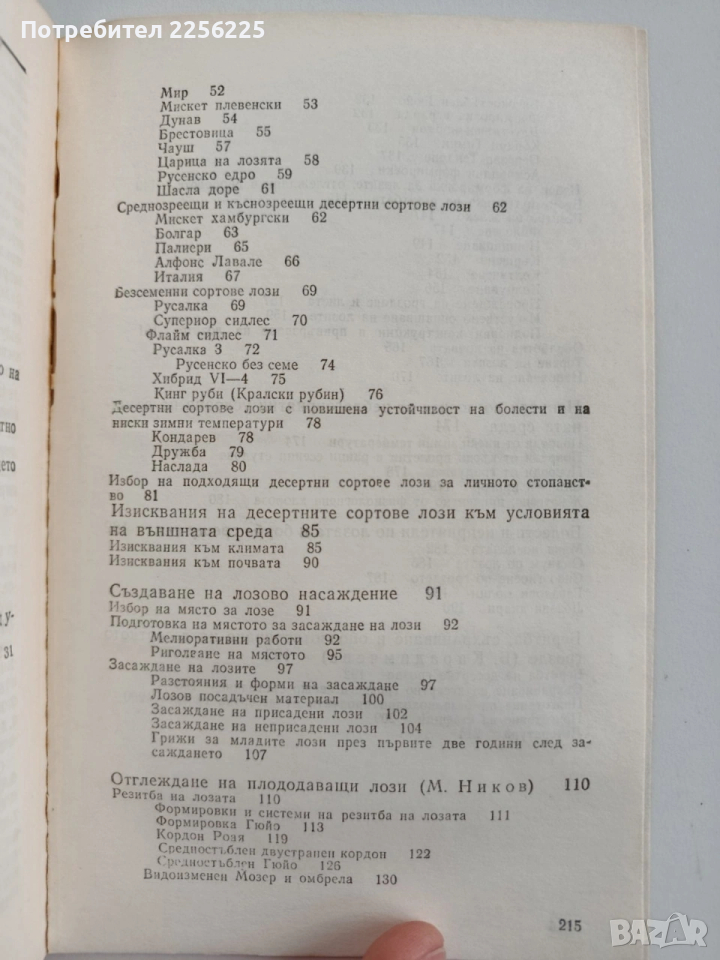 Потребител 2256225
Мир 52
Мискет плевенски 53
Дунав 54
Брестовица 55
Чауш 57
Царица на лозята 58
Русенско едро 59
Шасла доре 61
Среднозреещи и къснозреещи десертни сортове лози 62
Мискет хамбургски 62
Болгар 63
Палиери 65
Алфонс Лавале 66
Италия 67
Безсеменни сортове лози 69
Русалка 69
Супериор сидлес 70
Флайм сидлес 71
Русалка 3 72
Русенско без семе 74
Хибрид VI—4 75
Кинг руби (Кралски рубин) 76
Десертни сортове лози с повишена устойчивост на болести и на
ниски зимни температури 78
Кондарев 78
Дружба 79
Наслада 80
Избор на подходящи десертни сортове лози за личното стопанст-
во 81
Изисквания на десертните сортове лози към условията
на външната среда 85
Изисквания към климата 85
Изисквания към почвата 90
Създаване на лозово насаждение 91
Избор на място за лозе 91
Подготовка на мястото за засаждане на лози 92
Мелиоративни работи 92
Риголване на мястото 95
Засаждане на лозите 97
Разстояния и форми на засаждане 97
Лозов посадъчен материал 100
Засаждане на присадени лози 102
Засаждане на неприсадени лози 104
Грижи за младите лози през първите две години след за-
саждането 107
Отглеждане на плододаващи лози (М. Ников) 110
Резитба на лозата 110
Формировки и системи на резитба на лозата 111
Формировка Гюйо 113
Кордон Роая 119
Средностъблен двустранен кордон 122
Средностъблен Гюйо 126
Видоизменен Мозер и омбрела 130
215
BAZAR